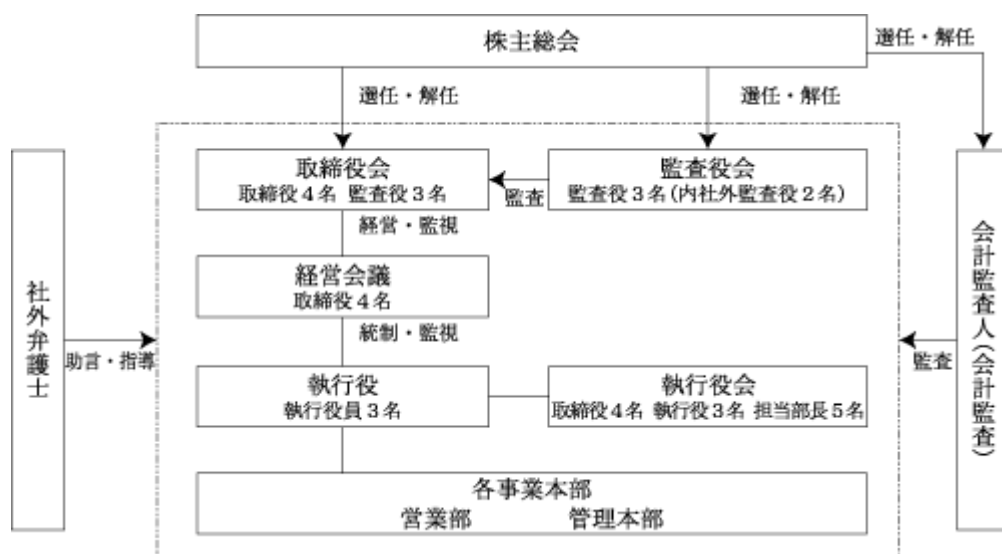 株主総会
選任・解任
選任・解任
選任・解任
取締役会
取締役4名 監査役3名
監査
監査役会
監査役3名(内社外監査役2名)
経営・監視
経営会議
取締役4名
統制・監視
社外弁護士
助言・指導
会計監査人(会計監査)
監査
執行役
執行役員3名
執行役会
取締役4名 執行役3名 担当部長5名
各事業本部
営業部 管理本部